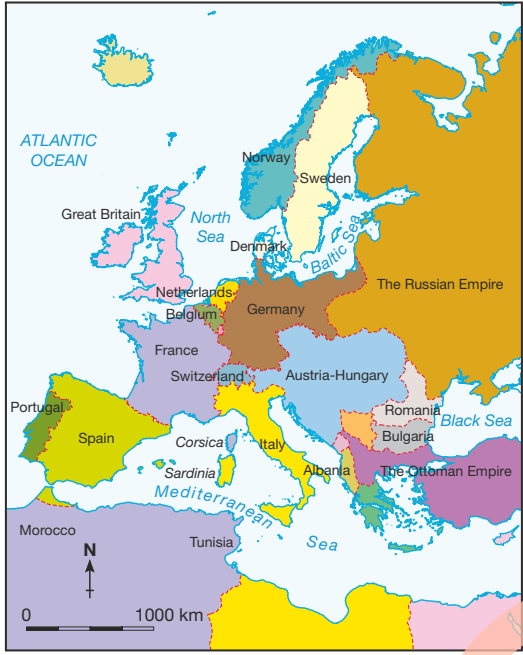 ATLANTIC
OCEAN
Norway
Sweden
Great Britain
North
Sea
Denmark
Baltic Sea
The Russian Empire
Netherlands
Belgium
Germany
France
Switzerland
Austria-Hungary
Portugal
Spain
Romania
Black Sea
Bulgaria
Corsica
Italy
Sardinia
Albania
The Ottoman Empire
Mediterranean
Sea
Morocco
Tunisia
N
0 1000 km